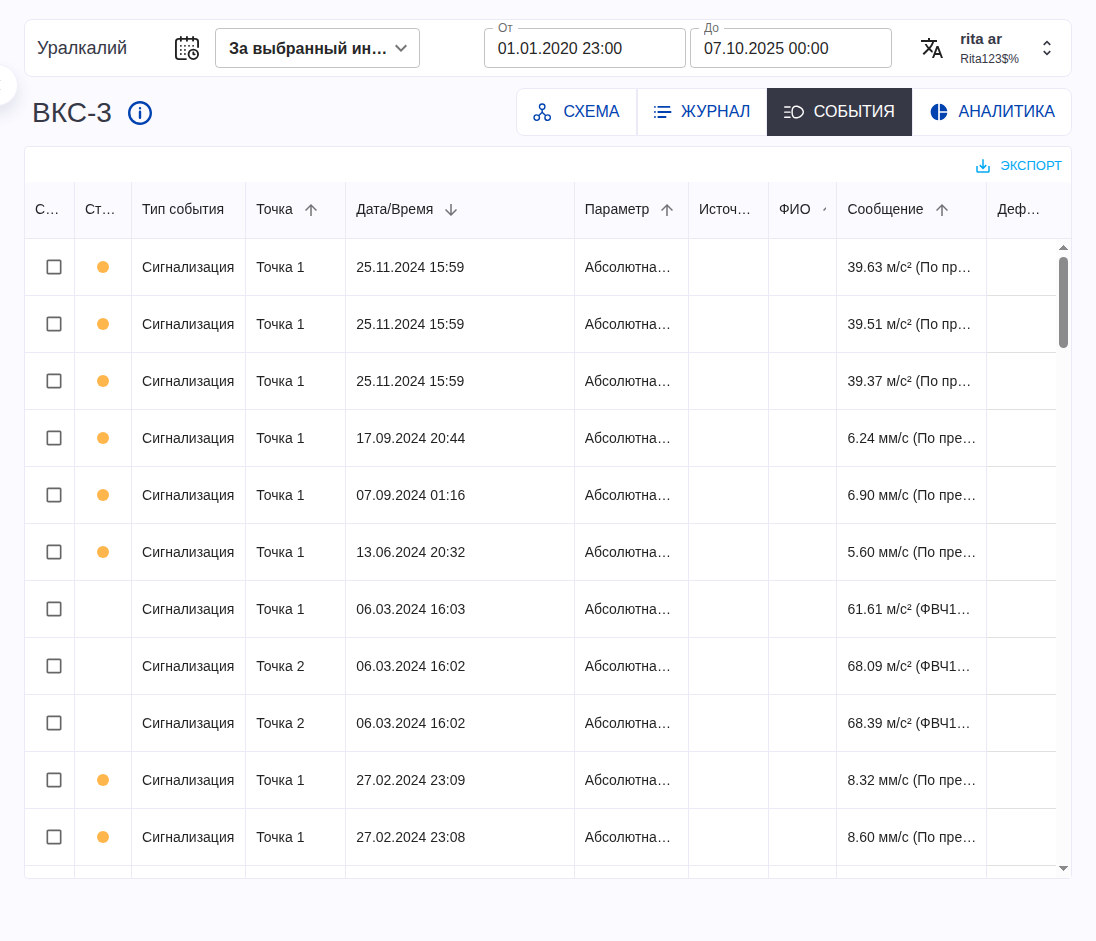 Уралкалий
За выбранный ин…
От
01.01.2020 23:00
До
07.10.2025 00:00
rita ar
Rita123$%
ВКС-3
СХЕМА
ЖУРНАЛ
СОБЫТИЯ
АНАЛИТИКА
ЭКСПОРТ
С… Ст… Тип события Точка Дата/Время Параметр Источ… ФИО Сообщение Деф…
Сигнализация Точка 1 25.11.2024 15:59 Абсолютна… 39.63 м/с² (По пр…
Сигнализация Точка 1 25.11.2024 15:59 Абсолютна… 39.51 м/с² (По пр…
Сигнализация Точка 1 25.11.2024 15:59 Абсолютна… 39.37 м/с² (По пр…
Сигнализация Точка 1 17.09.2024 20:44 Абсолютна… 6.24 мм/с (По пре…
Сигнализация Точка 1 07.09.2024 01:16 Абсолютна… 6.90 мм/с (По пре…
Сигнализация Точка 1 13.06.2024 20:32 Абсолютна… 5.60 мм/с (По пре…
Сигнализация Точка 1 06.03.2024 16:03 Абсолютна… 61.61 м/с² (ФВЧ1…
Сигнализация Точка 2 06.03.2024 16:02 Абсолютна… 68.09 м/с² (ФВЧ1…
Сигнализация Точка 2 06.03.2024 16:02 Абсолютна… 68.39 м/с² (ФВЧ1…
Сигнализация Точка 1 27.02.2024 23:09 Абсолютна… 8.32 мм/с (По пре…
Сигнализация Точка 1 27.02.2024 23:08 Абсолютна… 8.60 мм/с (По пре…